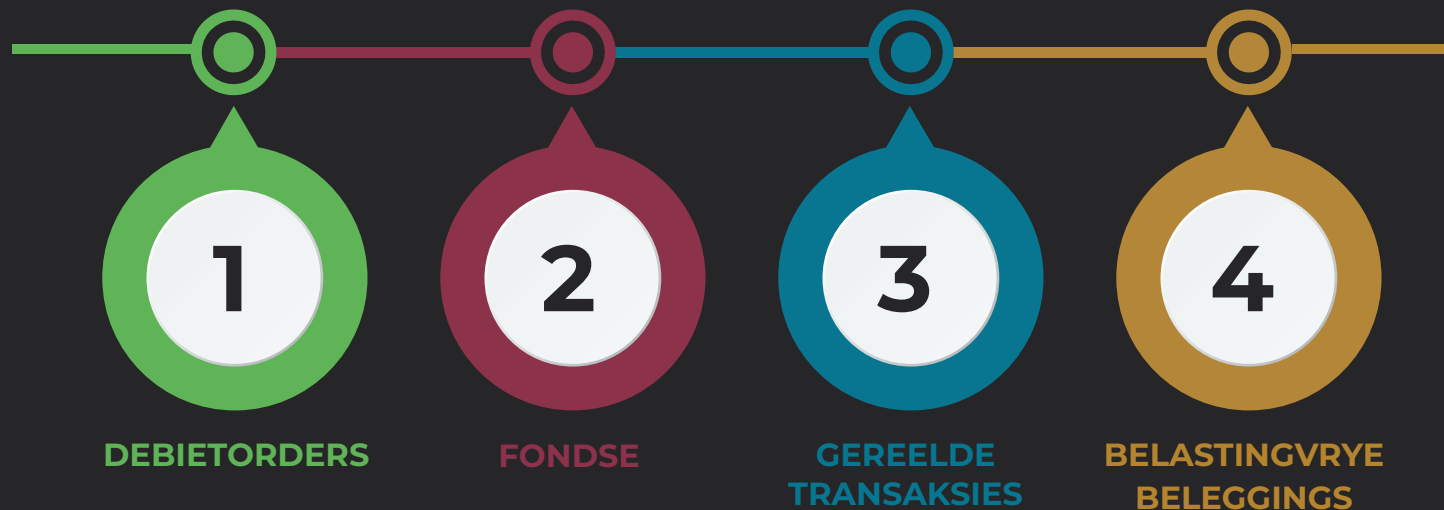 1
2
3
4
DEBIETORDERS
FONDSE
GEREELDE
TRANSAKSIES
BELASTINGVRYE
BELEGGINGS